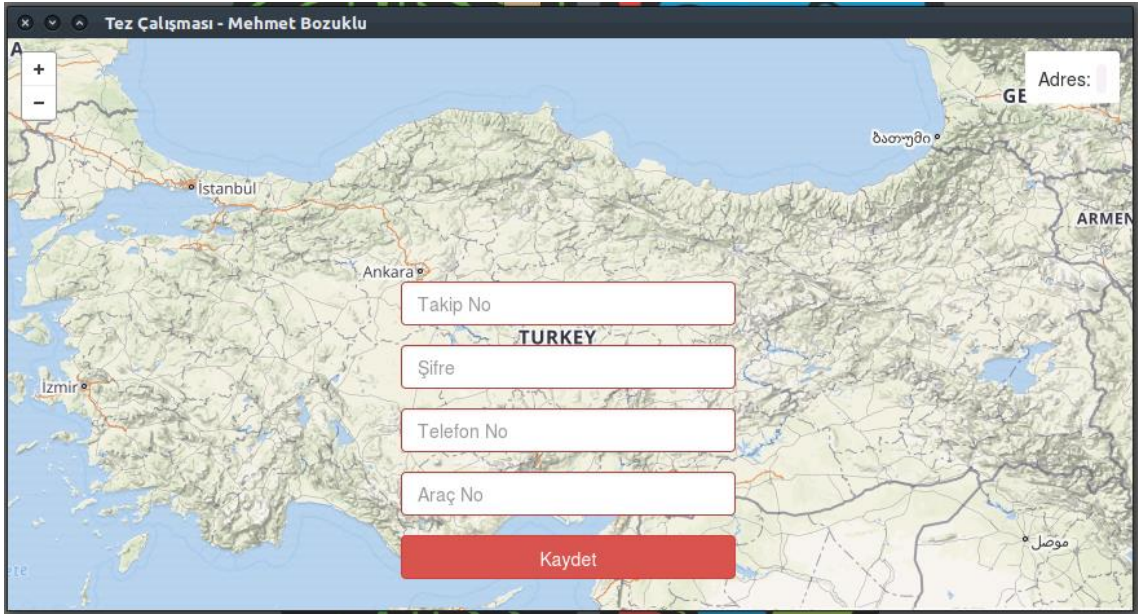 Tez Çalışması - Mehmet Bozuklu
+
−
Adres:
ბათუმი
İstanbul
ARMEN
Ankara
Takip No
TURKEY
Şifre
İzmir
Telefon No
Araç No
موصل
Kaydet